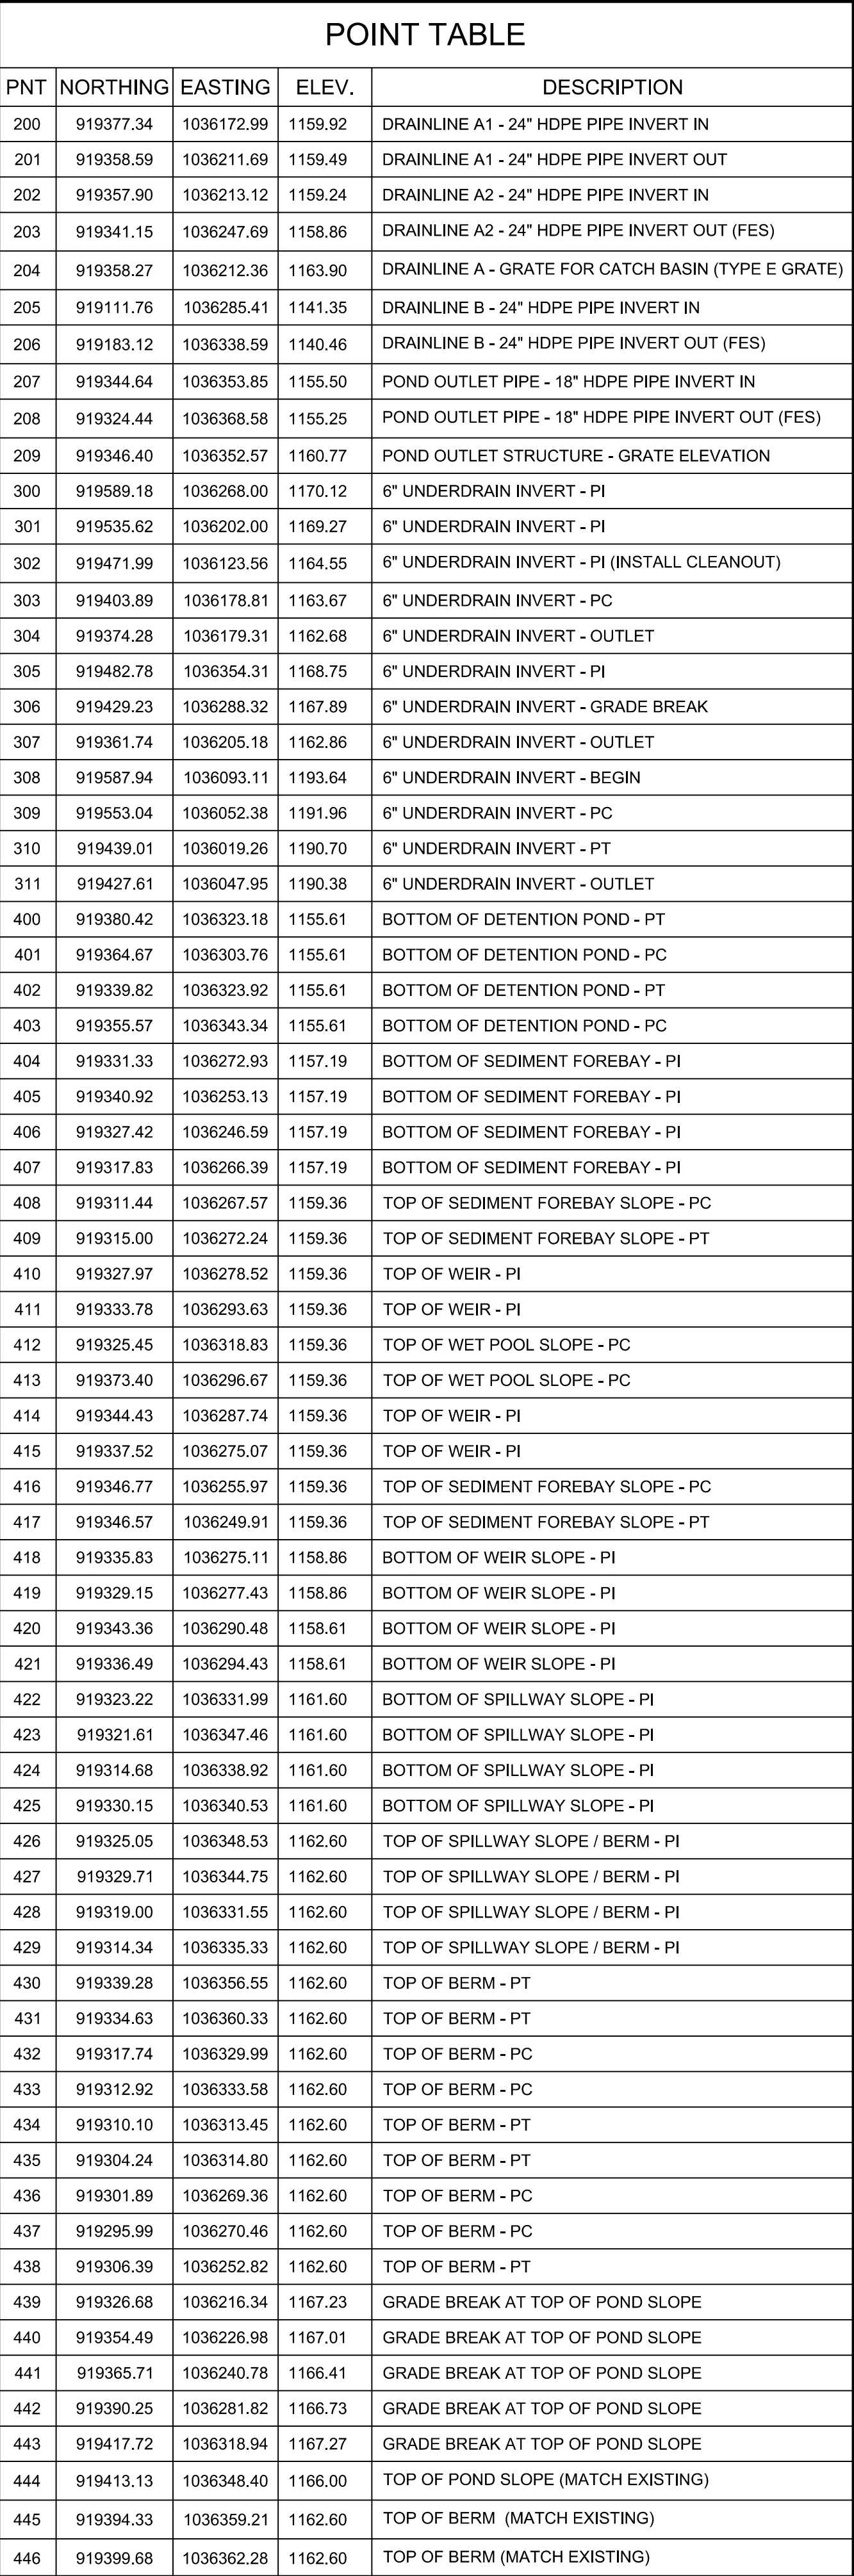 POINT TABLE
PNT NORTHING EASTING ELEV. DESCRIPTION
200 919377.34 1036172.99 1159.92 DRAINLINE A1 - 24" HDPE PIPE INVERT IN
201 919358.59 1036211.69 1159.49 DRAINLINE A1 - 24" HDPE PIPE INVERT OUT
202 919357.90 1036213.12 1159.24 DRAINLINE A2 - 24" HDPE PIPE INVERT IN
203 919341.15 1036247.69 1158.86 DRAINLINE A2 - 24" HDPE PIPE INVERT OUT (FES)
204 919358.27 1036212.36 1163.90 DRAINLINE A - GRATE FOR CATCH BASIN (TYPE E GRATE)
205 919111.76 1036285.41 1141.35 DRAINLINE B - 24" HDPE PIPE INVERT IN
206 919183.12 1036338.59 1140.46 DRAINLINE B - 24" HDPE PIPE INVERT OUT (FES)
207 919344.64 1036353.85 1155.50 POND OUTLET PIPE - 18" HDPE PIPE INVERT IN
208 919324.44 1036368.58 1155.25 POND OUTLET PIPE - 18" HDPE PIPE INVERT OUT (FES)
209 919346.40 1036352.57 1160.77 POND OUTLET STRUCTURE - GRATE ELEVATION
300 919589.18 1036268.00 1170.12 6" UNDERDRAIN INVERT - PI
301 919535.62 1036202.00 1169.27 6" UNDERDRAIN INVERT - PI
302 919471.99 1036123.56 1164.55 6" UNDERDRAIN INVERT - PI (INSTALL CLEANOUT)
303 919403.89 1036178.81 1163.67 6" UNDERDRAIN INVERT - PC
304 919374.28 1036179.31 1162.68 6" UNDERDRAIN INVERT - OUTLET
305 919482.78 1036354.31 1168.75 6" UNDERDRAIN INVERT - PI
306 919429.23 1036288.32 1167.89 6" UNDERDRAIN INVERT - GRADE BREAK
307 919361.74 1036205.18 1162.86 6" UNDERDRAIN INVERT - OUTLET
308 919587.94 1036093.11 1193.64 6" UNDERDRAIN INVERT - BEGIN
309 919553.04 1036052.38 1191.96 6" UNDERDRAIN INVERT - PC
310 919439.01 1036019.26 1190.70 6" UNDERDRAIN INVERT - PT
311 919427.61 1036047.95 1190.38 6" UNDERDRAIN INVERT - OUTLET
400 919380.42 1036323.18 1155.61 BOTTOM OF DETENTION POND - PT
401 919364.67 1036303.76 1155.61 BOTTOM OF DETENTION POND - PC
402 919339.82 1036323.92 1155.61 BOTTOM OF DETENTION POND - PT
403 919355.57 1036343.34 1155.61 BOTTOM OF DETENTION POND - PC
404 919331.33 1036272.93 1157.19 BOTTOM OF SEDIMENT FOREBAY - PI
405 919340.92 1036253.13 1157.19 BOTTOM OF SEDIMENT FOREBAY - PI
406 919327.42 1036246.59 1157.19 BOTTOM OF SEDIMENT FOREBAY - PI
407 919317.83 1036266.39 1157.19 BOTTOM OF SEDIMENT FOREBAY - PI
408 919311.44 1036267.57 1159.36 TOP OF SEDIMENT FOREBAY SLOPE - PC
409 919315.00 1036272.24 1159.36 TOP OF SEDIMENT FOREBAY SLOPE - PT
410 919327.97 1036278.52 1159.36 TOP OF WEIR - PI
411 919333.78 1036293.63 1159.36 TOP OF WEIR - PI
412 919325.45 1036318.83 1159.36 TOP OF WET POOL SLOPE - PC
413 919373.40 1036296.67 1159.36 TOP OF WET POOL SLOPE - PC
414 919344.43 1036287.74 1159.36 TOP OF WEIR - PI
415 919337.52 1036275.07 1159.36 TOP OF WEIR - PI
416 919346.77 1036255.97 1159.36 TOP OF SEDIMENT FOREBAY SLOPE - PC
417 919346.57 1036249.91 1159.36 TOP OF SEDIMENT FOREBAY SLOPE - PT
418 919335.83 1036275.11 1158.86 BOTTOM OF WEIR SLOPE - PI
419 919329.15 1036277.43 1158.86 BOTTOM OF WEIR SLOPE - PI
420 919343.36 1036290.48 1158.61 BOTTOM OF WEIR SLOPE - PI
421 919336.49 1036294.43 1158.61 BOTTOM OF WEIR SLOPE - PI
422 919323.22 1036331.99 1161.60 BOTTOM OF SPILLWAY SLOPE - PI
423 919321.61 1036347.46 1161.60 BOTTOM OF SPILLWAY SLOPE - PI
424 919314.68 1036338.92 1161.60 BOTTOM OF SPILLWAY SLOPE - PI
425 919330.15 1036340.53 1161.60 BOTTOM OF SPILLWAY SLOPE - PI
426 919325.05 1036348.53 1162.60 TOP OF SPILLWAY SLOPE / BERM - PI
427 919329.71 1036344.75 1162.60 TOP OF SPILLWAY SLOPE / BERM - PI
428 919319.00 1036331.55 1162.60 TOP OF SPILLWAY SLOPE / BERM - PI
429 919314.34 1036335.33 1162.60 TOP OF SPILLWAY SLOPE / BERM - PI
430 919339.28 1036356.55 1162.60 TOP OF BERM - PT
431 919334.63 1036360.33 1162.60 TOP OF BERM - PT
432 919317.74 1036329.99 1162.60 TOP OF BERM - PC
433 919312.92 1036333.58 1162.60 TOP OF BERM - PC
434 919310.10 1036313.45 1162.60 TOP OF BERM - PT
435 919304.24 1036314.80 1162.60 TOP OF BERM - PT
436 919301.89 1036269.36 1162.60 TOP OF BERM - PC
437 919295.99 1036270.46 1162.60 TOP OF BERM - PC
438 919306.39 1036252.82 1162.60 TOP OF BERM - PT
439 919326.68 1036216.34 1167.23 GRADE BREAK AT TOP OF POND SLOPE
440 919354.49 1036226.98 1167.01 GRADE BREAK AT TOP OF POND SLOPE
441 919365.71 1036240.78 1166.41 GRADE BREAK AT TOP OF POND SLOPE
442 919390.25 1036281.82 1166.73 GRADE BREAK AT TOP OF POND SLOPE
443 919417.72 1036318.94 1167.27 GRADE BREAK AT TOP OF POND SLOPE
444 919413.13 1036348.40 1166.00 TOP OF POND SLOPE (MATCH EXISTING)
445 919394.33 1036359.21 1162.60 TOP OF BERM (MATCH EXISTING)
446 919399.68 1036362.28 1162.60 TOP OF BERM (MATCH EXISTING)